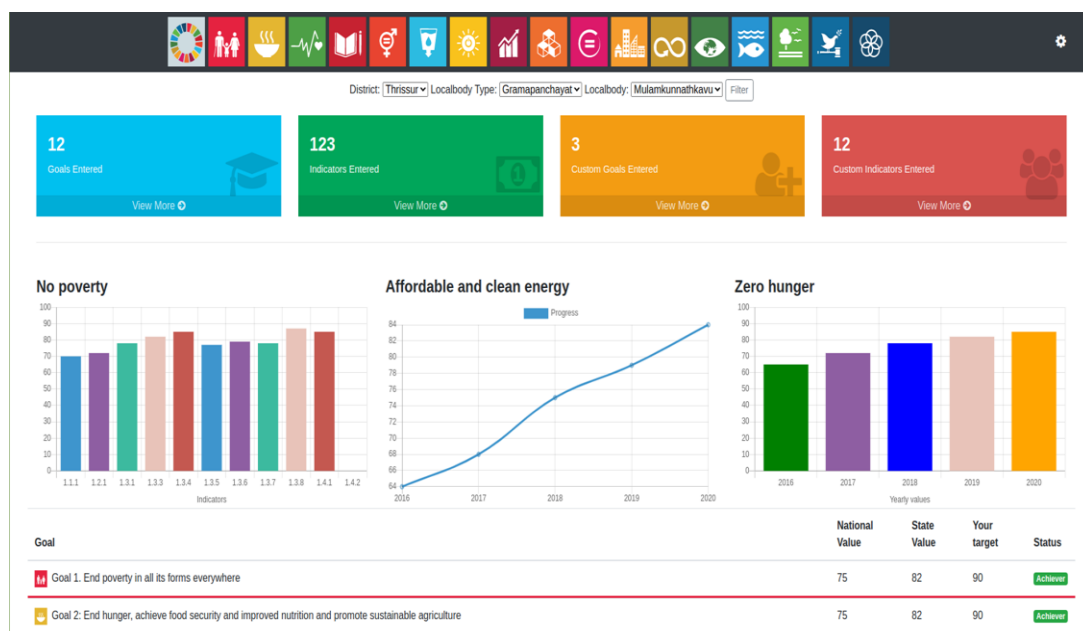 District: Thrissur Localbody Type: Gramapanchayat Localbody: Mulamkunnathkavu Filter
12
Goals Entered
View More
123
Indicators Entered
1
View More
3
Custom Goals Entered
View More
12
Custom Indicators Entered
View More
No poverty
100
90
80
70
60
50
40
30
20
10
0
1.1.1 1.2.1 1.3.1 1.3.3 1.3.4 1.3.5 1.3.6 1.3.7 1.3.8 1.4.1 1.4.2
Indicators
Affordable and clean energy
Progress
84
82
80
78
76
74
72
70
68
66
64
2016 2017 2018 2019 2020
Zero hunger
100
90
80
70
60
50
40
30
20
10
0
2016 2017 2018 2019 2020
Yearly values
Goal National Value State Value Your target Status
Goal 1. End poverty in all its forms everywhere 75 82 90 Achiever
Goal 2: End hunger, achieve food security and improved nutrition and promote sustainable agriculture 75 82 90 Achiever